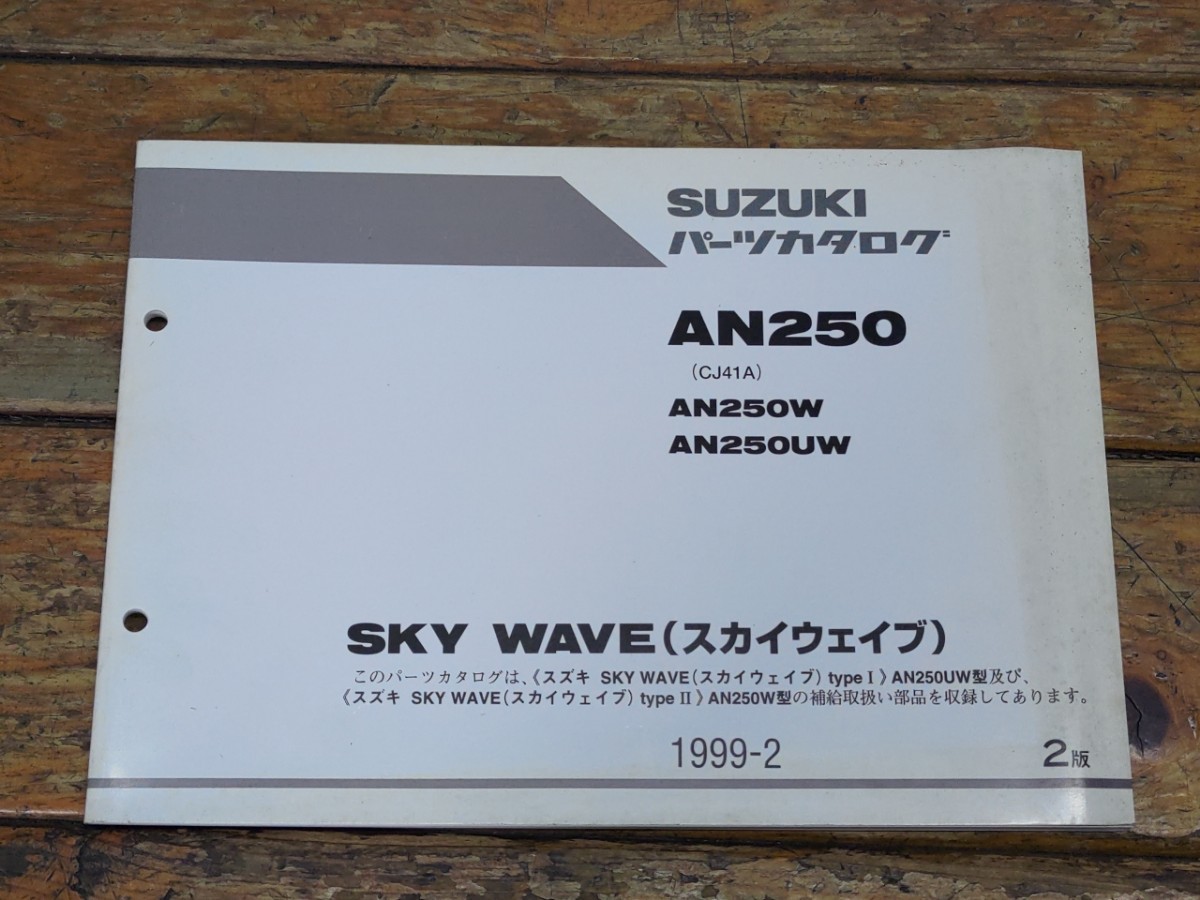 SUZUKI
パーツカタログ
AN250
(CJ41A)
AN250W
AN250UW
SKY WAVE(スカイウェイブ)
このパーツカタログは、《スズキ SKY WAVE(スカイウェイブ) type I》AN250UW型及び、
《スズキ SKY WAVE(スカイウェイブ) type II》AN250W型の補給取扱い部品を収録してあります。
1999-2 2版